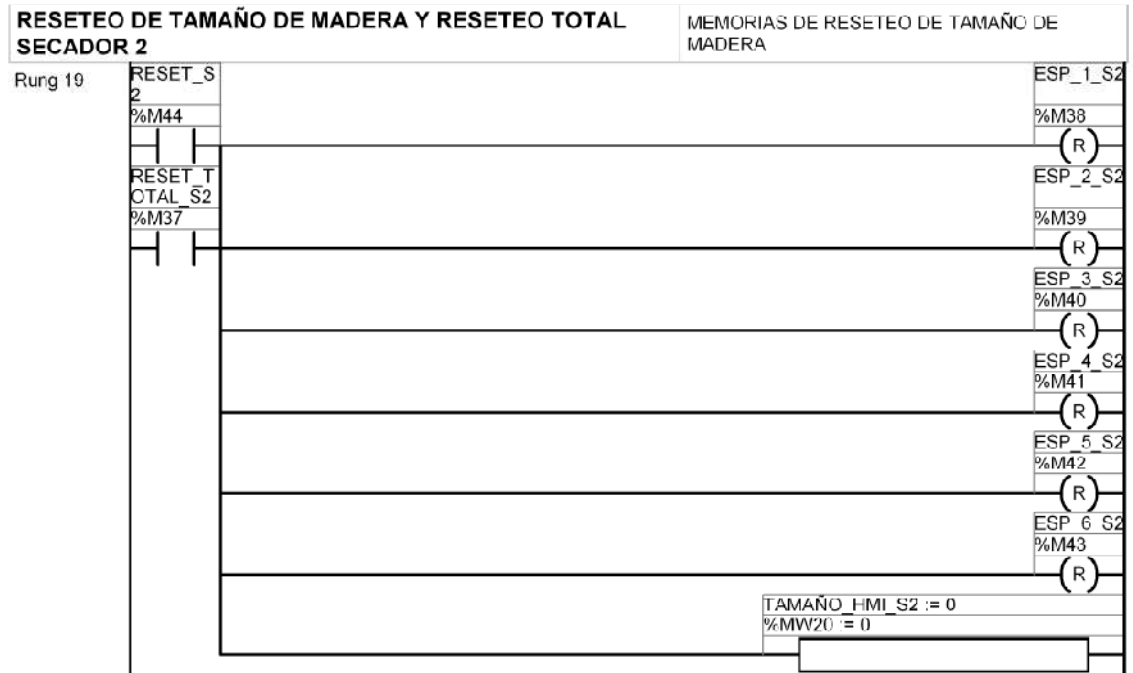 RESETEO DE TAMAÑO DE MADERA Y RESETEO TOTAL
SECADOR 2
MEMORIAS DE RESETEO DE TAMAÑO DE
MADERA
Rung 19
RESET_S
2
%M44
ESP_1_S2
%M38
R
RESET_T
OTAL_S2
%M37
ESP_2_S2
%M39
R
ESP_3_S2
%M40
R
ESP_4_S2
%M41
R
ESP_5_S2
%M42
R
ESP_6_S2
%M43
R
TAMAÑO_HMI_S2 := 0
%MW20 := 0